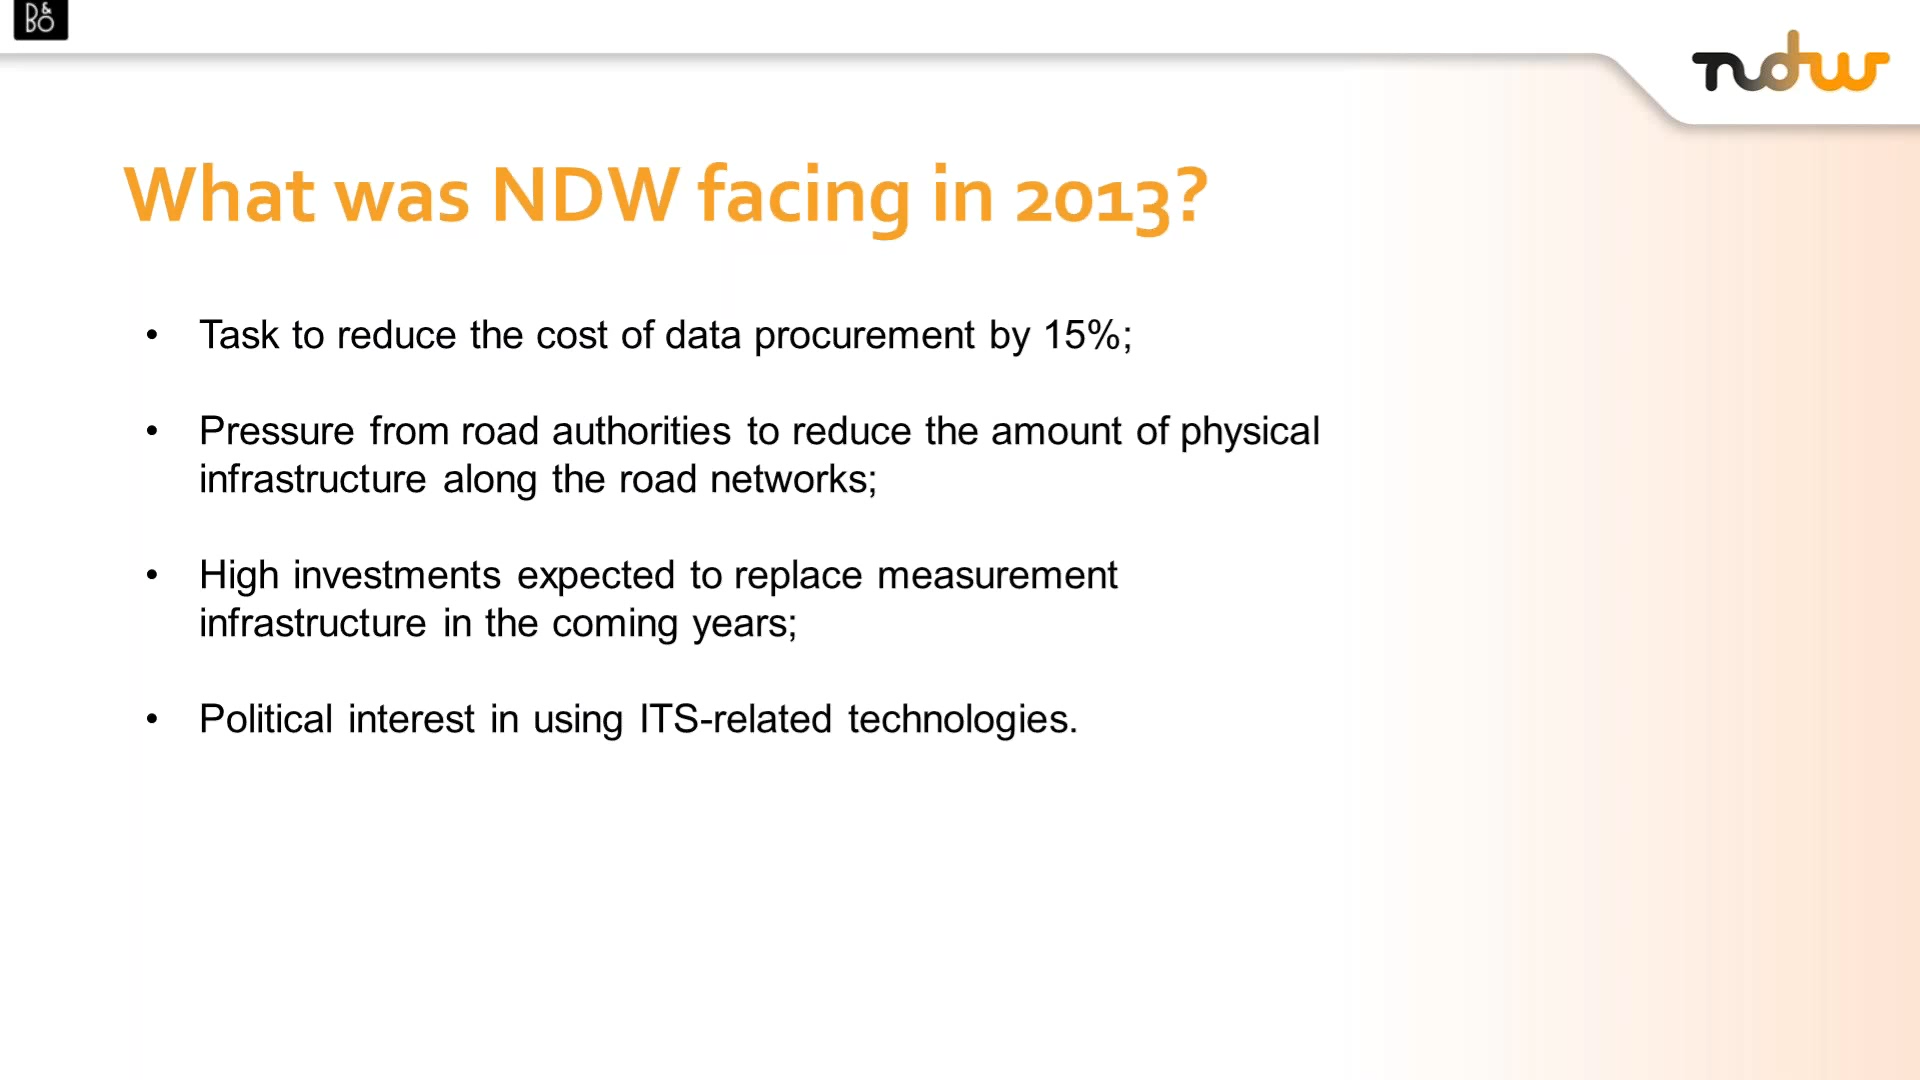 B&O
ndw
What was NDW facing in 2013?
• Task to reduce the cost of data procurement by 15%;
• Pressure from road authorities to reduce the amount of physical
infrastructure along the road networks;
• High investments expected to replace measurement
infrastructure in the coming years;
• Political interest in using ITS-related technologies.